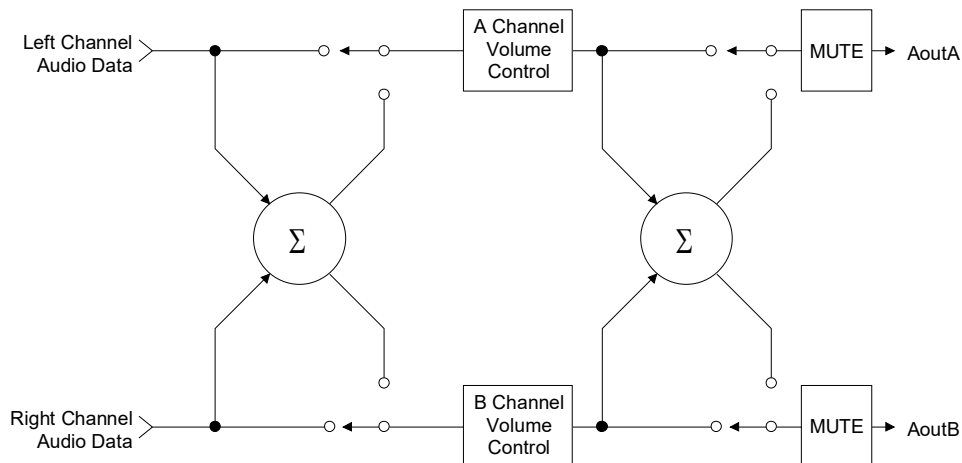 Left Channel
Audio Data
A Channel
Volume
Control
MUTE
AoutA
Σ
Σ
Right Channel
Audio Data
B Channel
Volume
Control
MUTE
AoutB